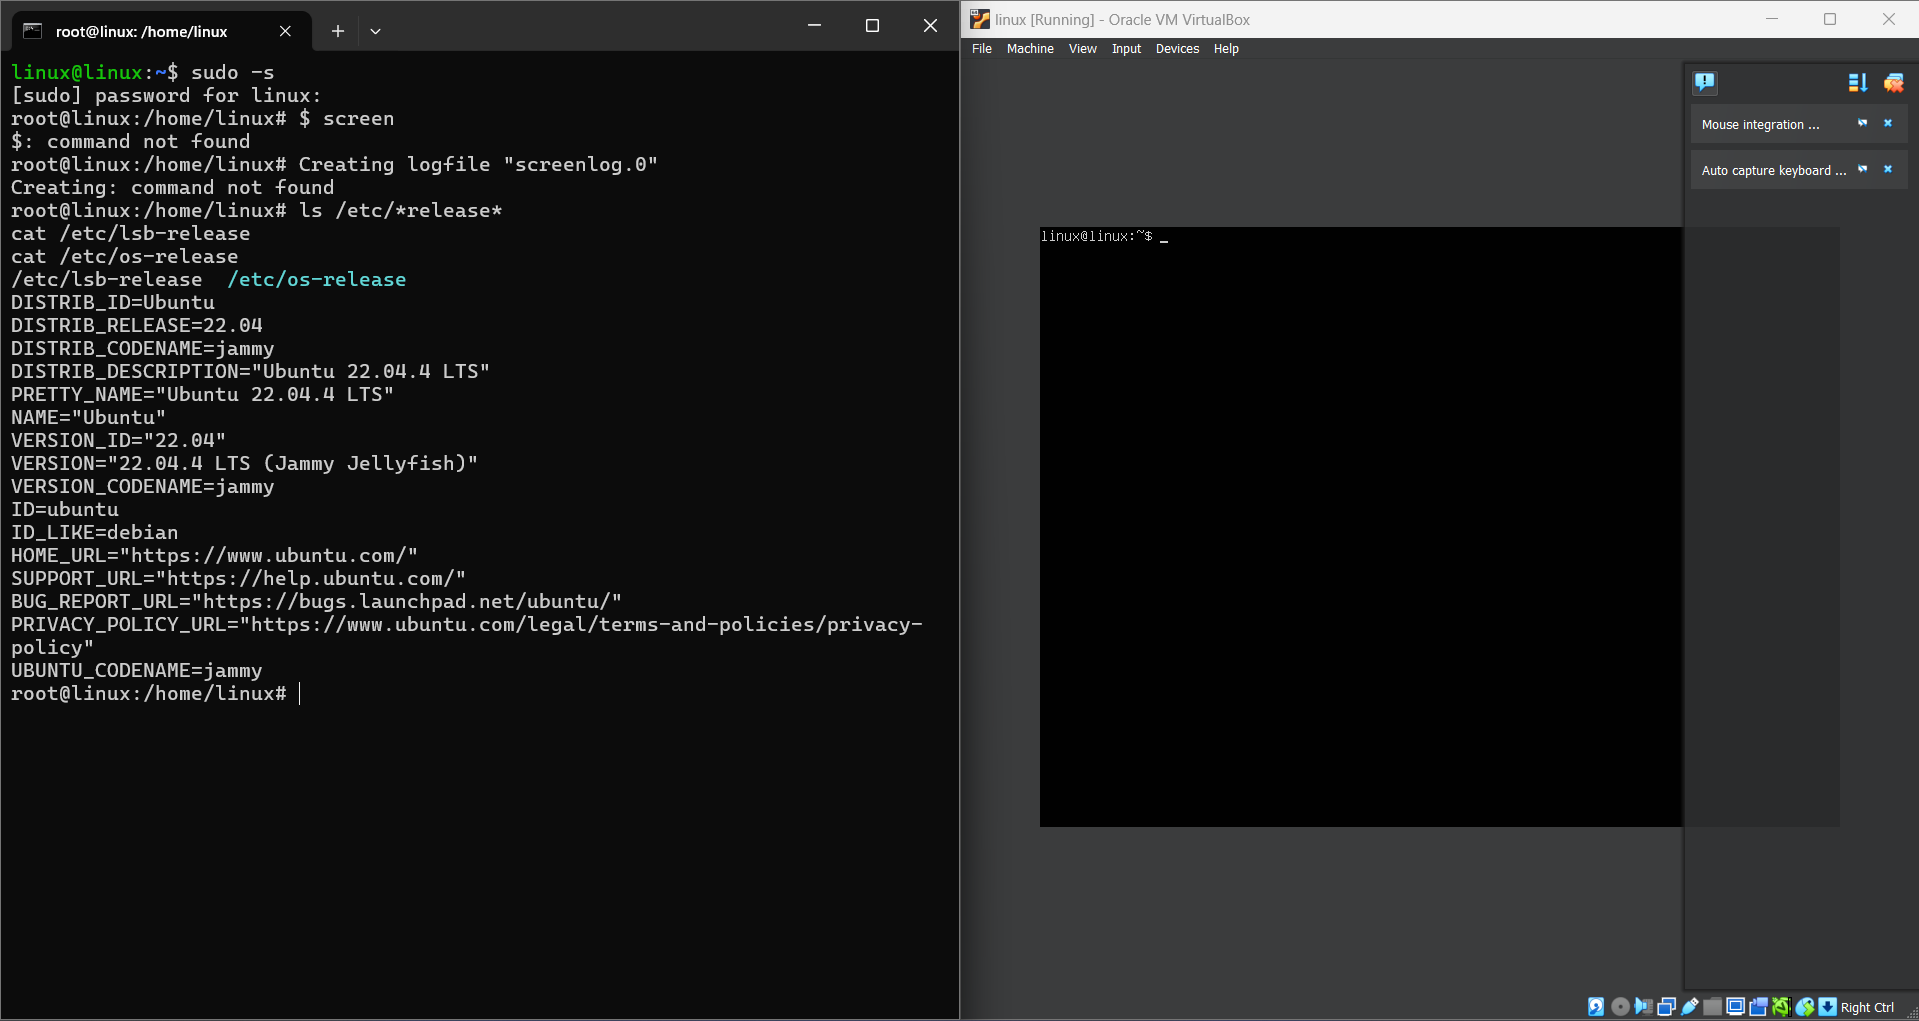 root@linux: /home/linux
linux@linux:~$ sudo -s
[sudo] password for linux:
root@linux:/home/linux# $ screen
$: command not found
root@linux:/home/linux# Creating logfile "screenlog.0"
Creating: command not found
root@linux:/home/linux# ls /etc/*release*
cat /etc/lsb-release
cat /etc/os-release
/etc/lsb-release  /etc/os-release
DISTRIB_ID=Ubuntu
DISTRIB_RELEASE=22.04
DISTRIB_CODENAME=jammy
DISTRIB_DESCRIPTION="Ubuntu 22.04.4 LTS"
PRETTY_NAME="Ubuntu 22.04.4 LTS"
NAME="Ubuntu"
VERSION_ID="22.04"
VERSION="22.04.4 LTS (Jammy Jellyfish)"
VERSION_CODENAME=jammy
ID=ubuntu
ID_LIKE=debian
HOME_URL="https://www.ubuntu.com/"
SUPPORT_URL="https://help.ubuntu.com/"
BUG_REPORT_URL="https://bugs.launchpad.net/ubuntu/"
PRIVACY_POLICY_URL="https://www.ubuntu.com/legal/terms-and-policies/privacy-
policy"
UBUNTU_CODENAME=jammy
root@linux:/home/linux#
linux [Running] - Oracle VM VirtualBox
File Machine View Input Devices Help
Mouse integration ...
Auto capture keyboard ...
linux@linux:~$ _
Right Ctrl